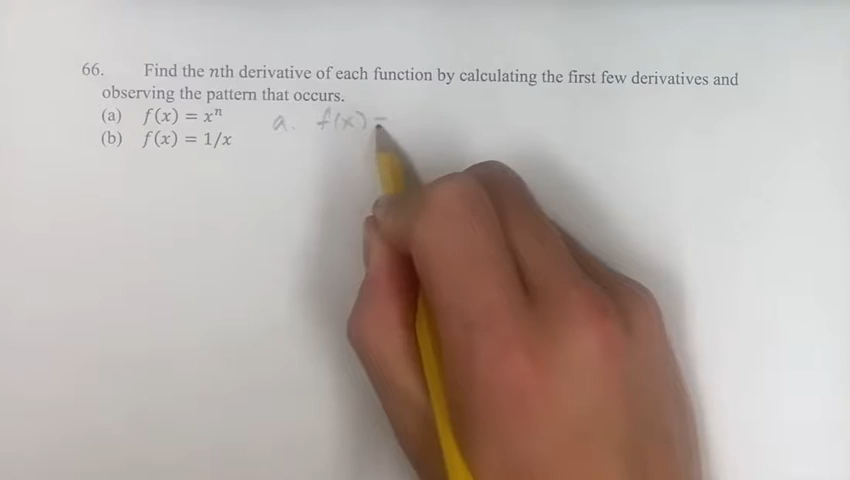 66. Find the nth derivative of each function by calculating the first few derivatives and
observing the pattern that occurs.
(a) f(x) = xⁿ
(b) f(x) = 1/x
a. f(x) =